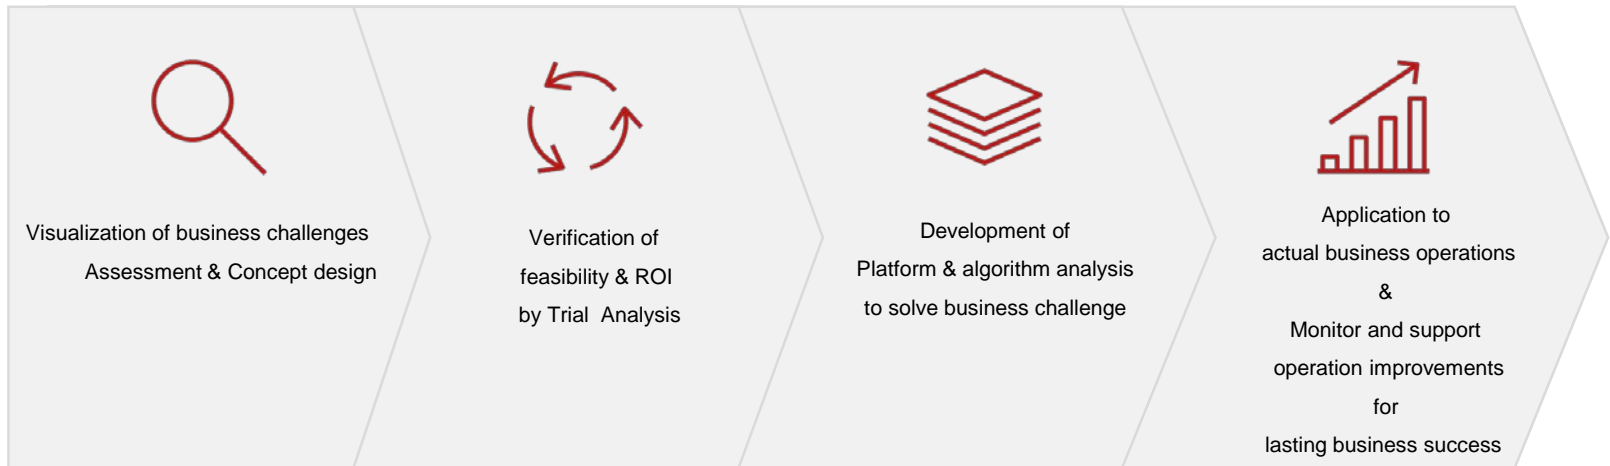 Visualization of business challenges
Assessment & Concept design
Verification of
feasibility & ROI
by Trial Analysis
Development of
Platform & algorithm analysis
to solve business challenge
Application to
actual business operations
&
Monitor and support
operation improvements
for
lasting business success